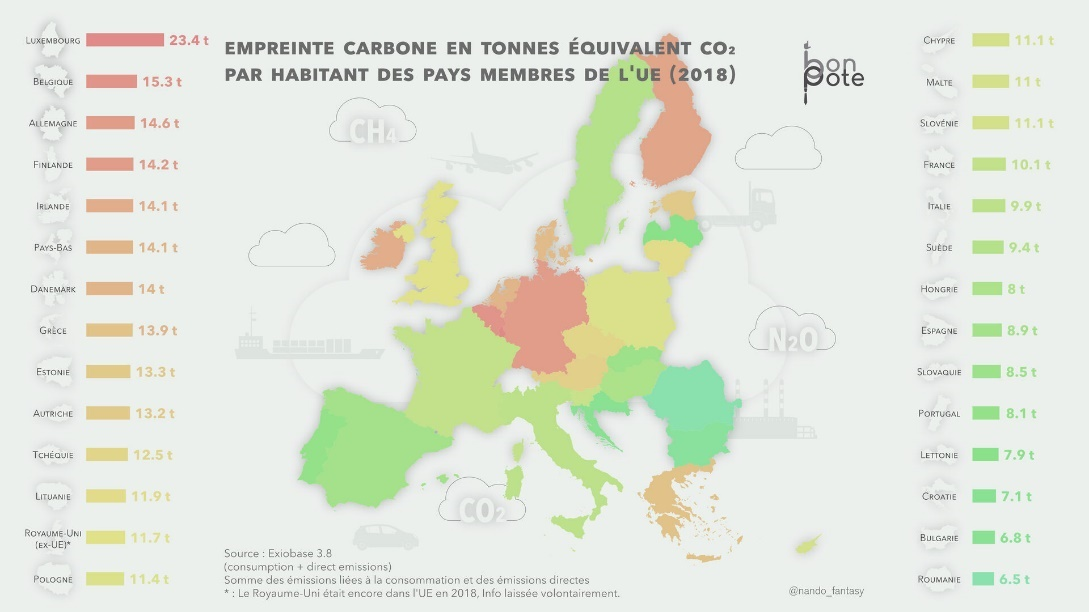 EMPREINTE CARBONE EN TONNES ÉQUIVALENT CO₂
PAR HABITANT DES PAYS MEMBRES DE L'UE (2018)
bon
pote
LUXEMBOURG 23.4 t
BELGIQUE 15.3 t
ALLEMAGNE 14.6 t
FINLANDE 14.2 t
IRLANDE 14.1 t
PAYS-BAS 14.1 t
DANEMARK 14 t
GRÈCE 13.9 t
ESTONIE 13.3 t
AUTRICHE 13.2 t
TCHÉQUIE 12.5 t
LITUANIE 11.9 t
ROYAUME-UNI
(EX-UE)* 11.7 t
POLOGNE 11.4 t
CH₄
N₂O
CO₂
CHYPRE 11.1 t
MALTE 11 t
SLOVÉNIE 11.1 t
FRANCE 10.1 t
ITALIE 9.9 t
SUÈDE 9.4 t
HONGRIE 8 t
ESPAGNE 8.9 t
SLOVAQUIE 8.5 t
PORTUGAL 8.1 t
LETTONIE 7.9 t
CROATIE 7.1 t
BULGARIE 6.8 t
ROUMANIE 6.5 t
Source : Exiobase 3.8
(consumption + direct emissions)
Somme des émissions liées à la consommation et des émissions directes
* : Le Royaume-Uni était encore dans l'UE en 2018, Info laissée volontairement.
@nando_fantasy